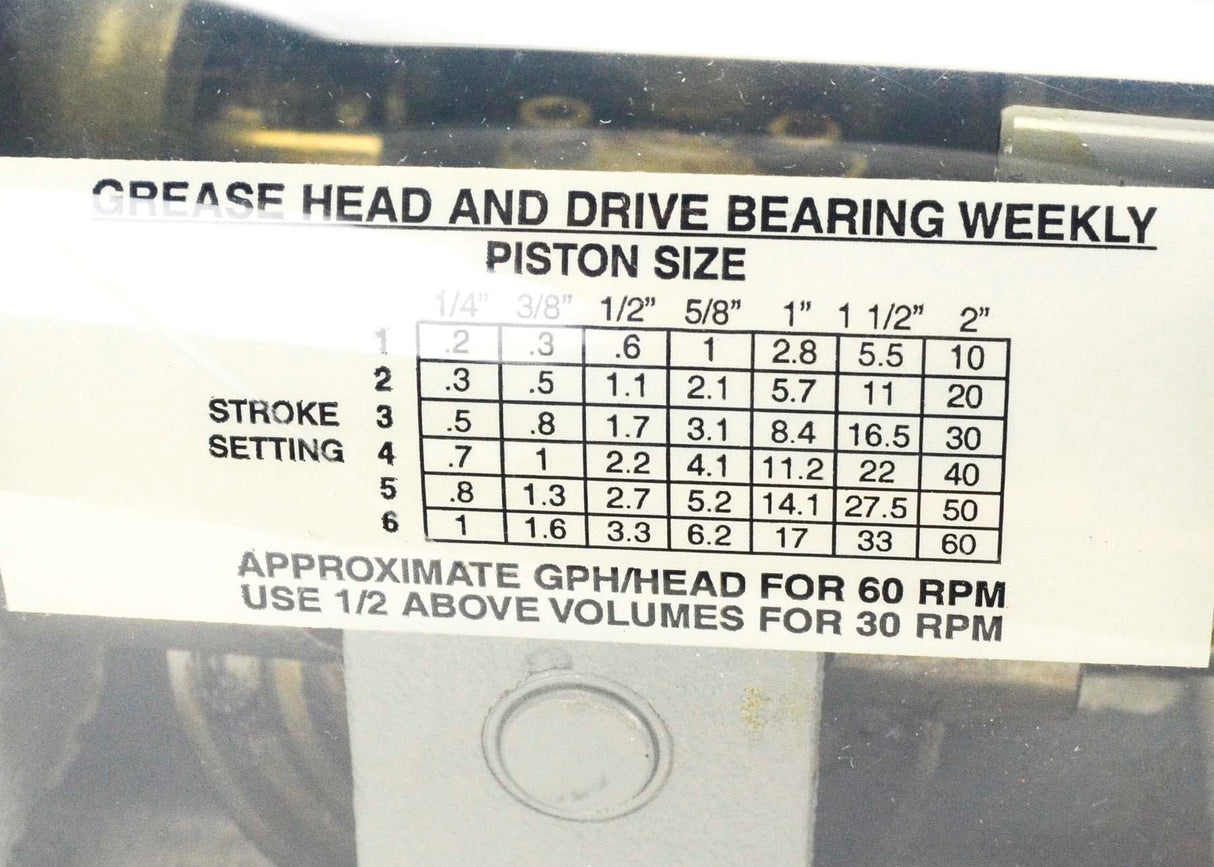 GREASE HEAD AND DRIVE BEARING WEEKLY
PISTON SIZE
1/4" 3/8" 1/2" 5/8" 1" 1 1/2" 2"
1 .2 .3 .6 1 2.8 5.5 10
2 .3 .5 1.1 2.1 5.7 11 20
STROKE 3 .5 .8 1.7 3.1 8.4 16.5 30
SETTING 4 .7 1 2.2 4.1 11.2 22 40
5 .8 1.3 2.7 5.2 14.1 27.5 50
6 1 1.6 3.3 6.2 17 33 60
APPROXIMATE GPH/HEAD FOR 60 RPM
USE 1/2 ABOVE VOLUMES FOR 30 RPM